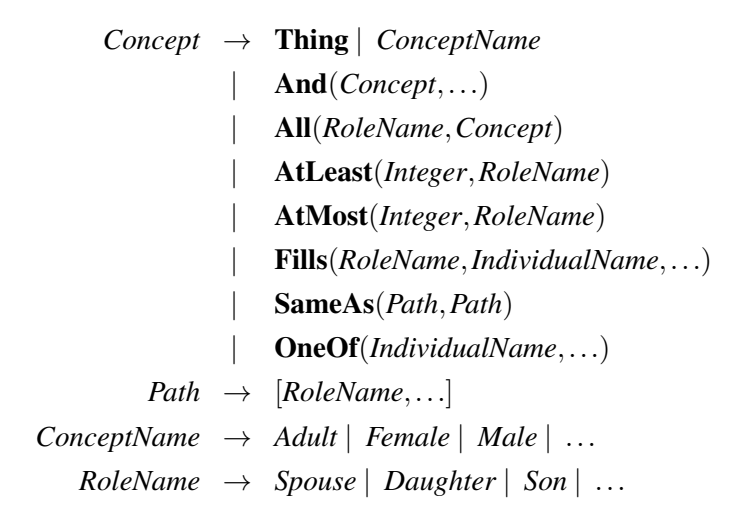 Concept → Thing | ConceptName
| And(Concept,...)
| All(RoleName,Concept)
| AtLeast(Integer,RoleName)
| AtMost(Integer,RoleName)
| Fills(RoleName,IndividualName,...)
| SameAs(Path,Path)
| OneOf(IndividualName,...)
Path → [RoleName,...]
ConceptName → Adult | Female | Male | ...
RoleName → Spouse | Daughter | Son | ...